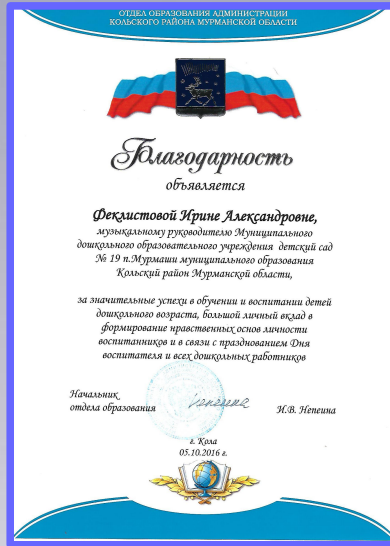 ОТДЕЛ ОБРАЗОВАНИЯ АДМИНИСТРАЦИИ
КОЛЬСКОГО РАЙОНА МУРМАНСКОЙ ОБЛАСТИ
Благодарность
объявляется
Феклистовой Ирине Александровне,
музыкальному руководителю Муниципального
дошкольного образовательного учреждения детский сад
№ 19 п.Мурмаши муниципального образования
Кольский район Мурманской области,
за значительные успехи в обучении и воспитании детей
дошкольного возраста, большой личный вклад в
формирование нравственных основ личности
воспитанников и в связи с празднованием Дня
воспитателя и всех дошкольных работников
Начальник
отдела образования И.В. Непеина
г. Кола
05.10.2016 г.